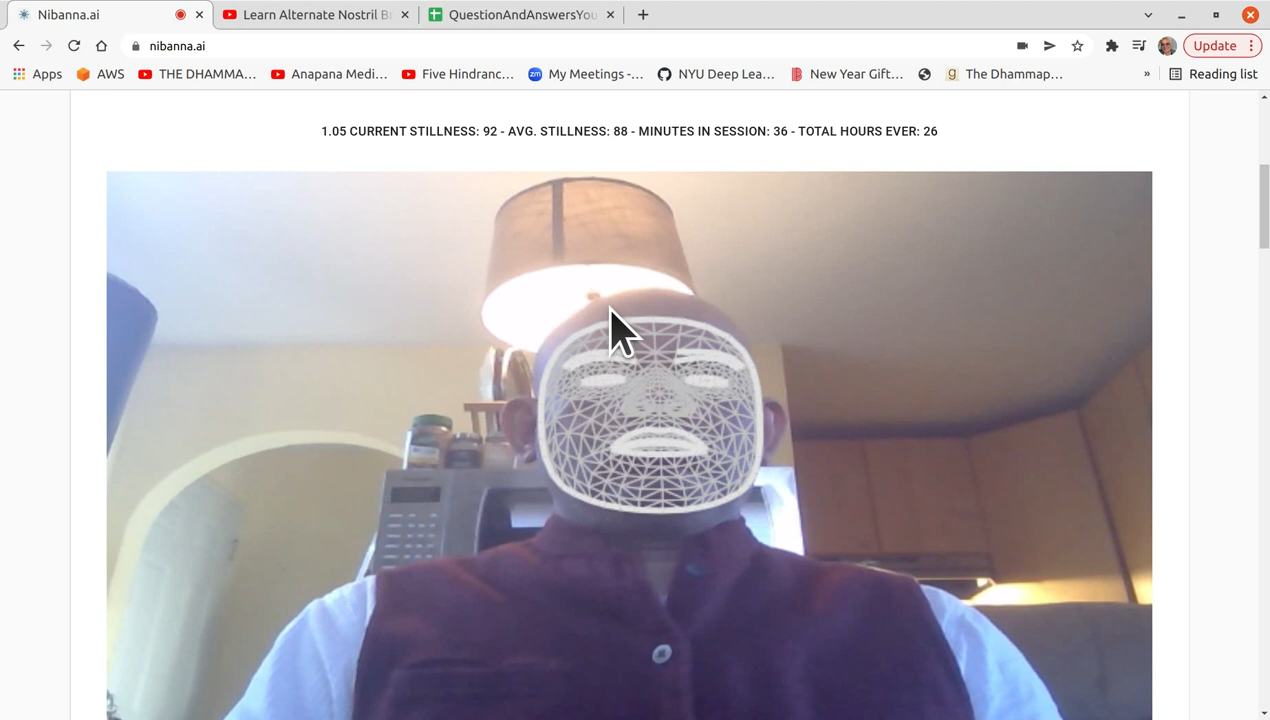 Nibanna.ai
Learn Alternate Nostril B
QuestionAndAnswersYou
nibanna.ai
Update
Apps
AWS
THE DHAMMA...
Anapana Medi...
Five Hindranc...
zm
My Meetings -...
NYU Deep Lea...
New Year Gift...
g
The Dhammap...
»
Reading list
1.05 CURRENT STILLNESS: 92 - AVG. STILLNESS: 88 - MINUTES IN SESSION: 36 - TOTAL HOURS EVER: 26